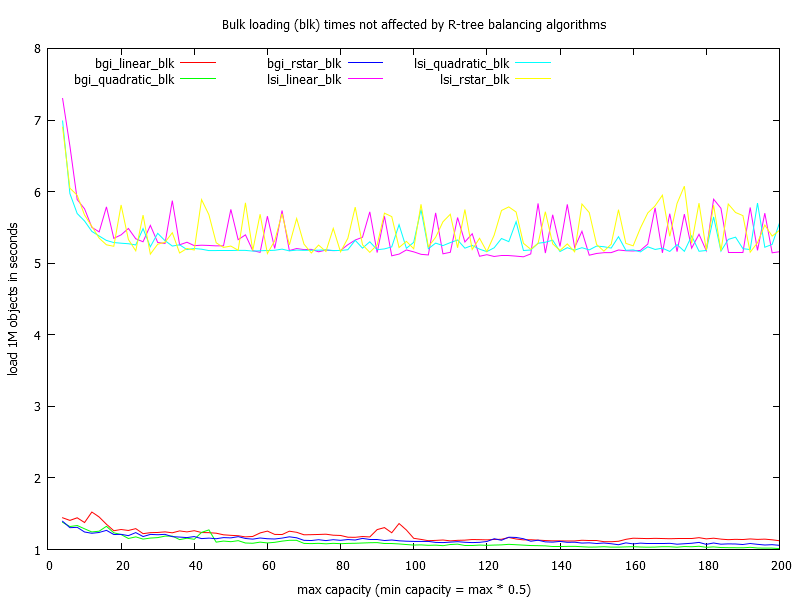 Bulk loading (blk) times not affected by R-tree balancing algorithms
8
bgi_linear_blk bgi_rstar_blk lsi_quadratic_blk
bgi_quadratic_blk lsi_linear_blk lsi_rstar_blk
7
6
5
4
3
2
1
load 1M objects in seconds
0 20 40 60 80 100 120 140 160 180 200
max capacity (min capacity = max * 0.5)